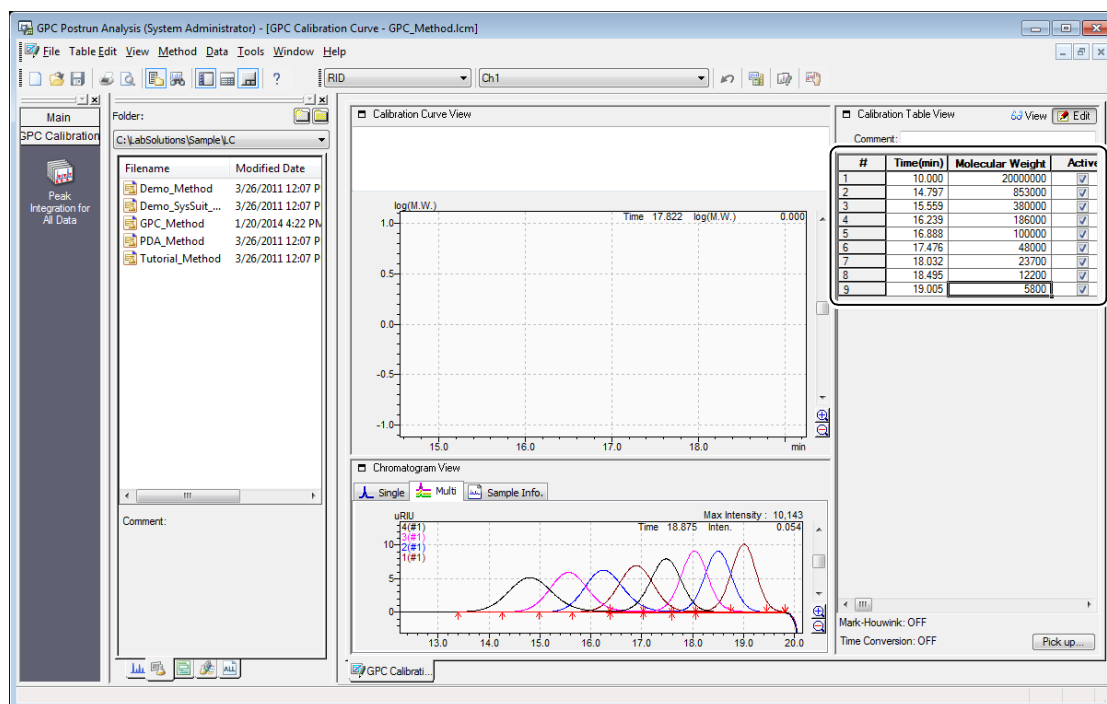 GPC Postrun Analysis (System Administrator) - [GPC Calibration Curve - GPC_Method.lcm]
File Table Edit View Method Data Tools Window Help
RID Ch1
Main
GPC Calibration
Peak
Integration for
All Data
Folder:
C:\LabSolutions\Sample\LC
Filename Modified Date
Demo_Method 3/26/2011 12:07 P
Demo_SysSuit_... 3/26/2011 12:07 P
GPC_Method 1/20/2014 4:22 PM
PDA_Method 3/26/2011 12:07 P
Tutorial_Method 3/26/2011 12:07 P
Comment:
ALL
Calibration Curve View
log(M.W.)
Time 17.822 log(M.W.) 0.000
1.0
0.5
0.0
-0.5
-1.0
15.0 16.0 17.0 18.0 min
Chromatogram View
Single Multi Sample Info.
uRIU Max Intensity : 10,143
Time 18.875 Inten. 0.054
4(#1)
3(#1)
2(#1)
1(#1)
10
5
0
13.0 14.0 15.0 16.0 17.0 18.0 19.0 20.0
GPC Calibrati...
Calibration Table View View Edit
Comment:
# Time(min) Molecular Weight Active
1 10.000 20000000
2 14.797 853000
3 15.559 380000
4 16.239 186000
5 16.888 100000
6 17.476 48000
7 18.032 23700
8 18.495 12200
9 19.005 5800
Mark-Houwink: OFF
Time Conversion: OFF
Pick up...